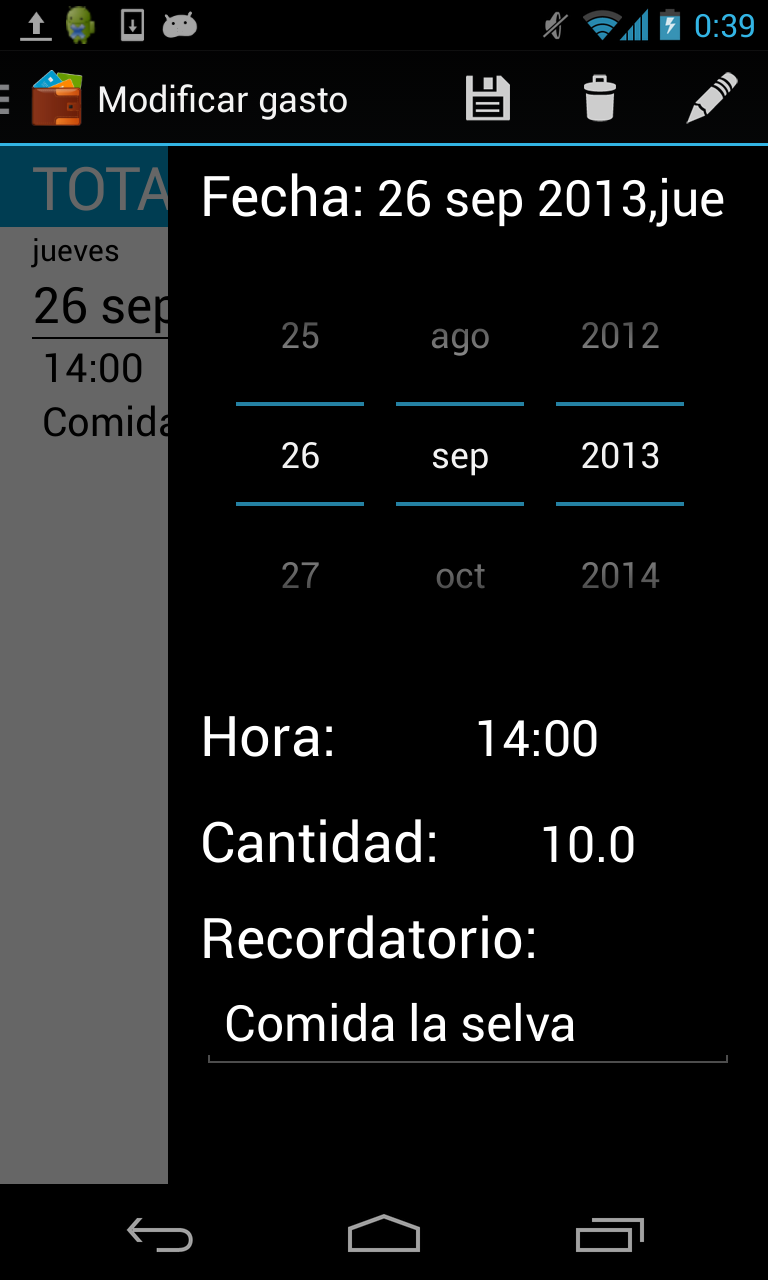 0:39
Modificar gasto
TOTA
jueves
26 sep
14:00
Comida
Fecha: 26 sep 2013,jue
25 ago 2012
26 sep 2013
27 oct 2014
Hora: 14:00
Cantidad: 10.0
Recordatorio:
Comida la selva